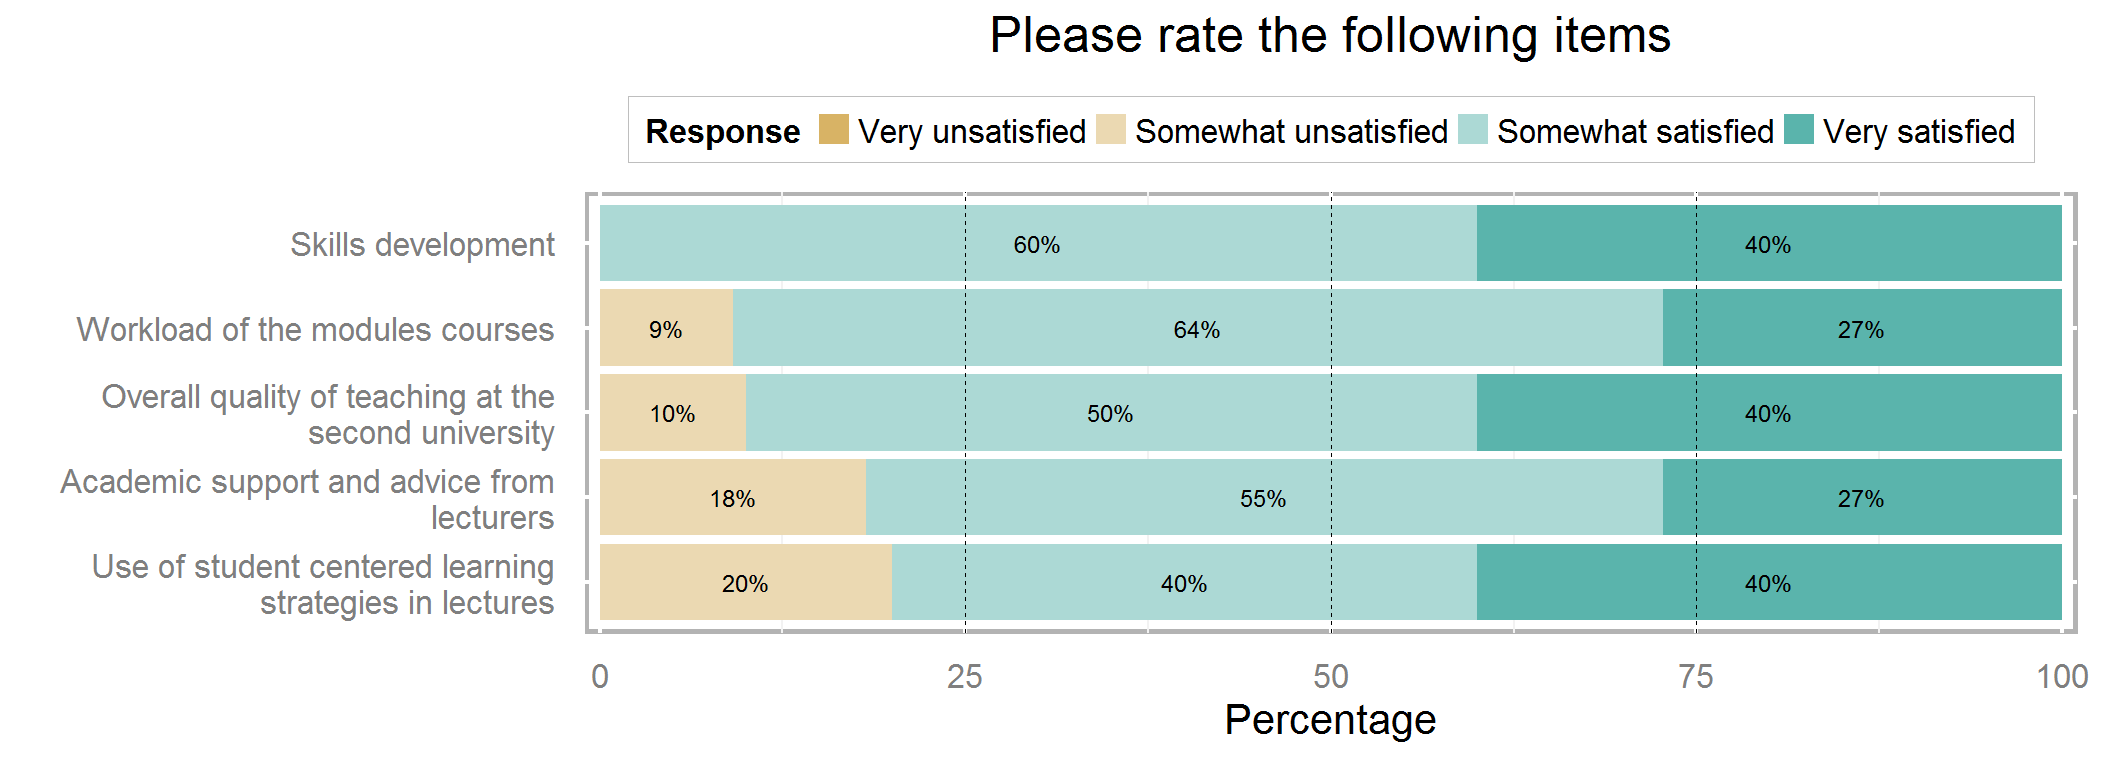 Please rate the following items
Response Very unsatisfied Somewhat unsatisfied Somewhat satisfied Very satisfied
Skills development 60% 40%
Workload of the modules courses 9% 64% 27%
Overall quality of teaching at the
second university 10% 50% 40%
Academic support and advice from
lecturers 18% 55% 27%
Use of student centered learning
strategies in lectures 20% 40% 40%
0 25 50 75 100
Percentage